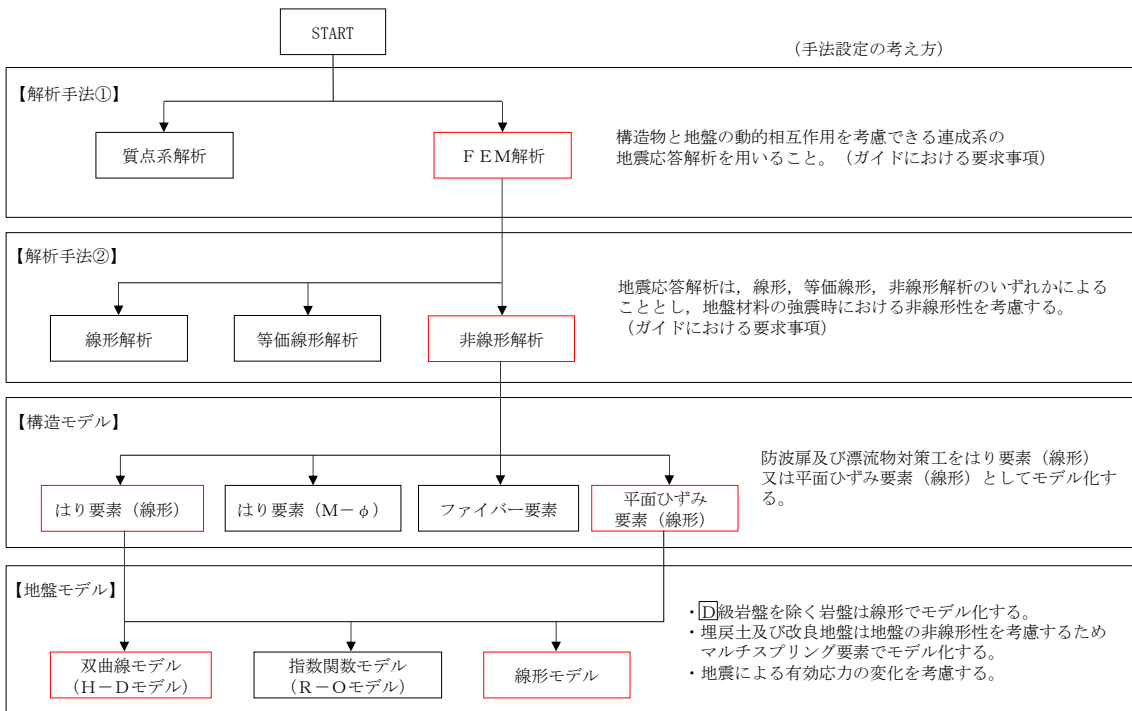 START
(手法設定の考え方)
【解析手法①】
質点系解析
FEM解析
構造物と地盤の動的相互作用を考慮できる連成系の
地震応答解析を用いること。(ガイドにおける要求事項)
【解析手法②】
線形解析
等価線形解析
非線形解析
地震応答解析は,線形,等価線形,非線形解析のいずれかによる
こととし,地盤材料の強震時における非線形性を考慮する。
(ガイドにおける要求事項)
【構造モデル】
はり要素(線形)
はり要素(M-φ)
ファイバー要素
平面ひずみ
要素(線形)
防波扉及び漂流物対策工をはり要素(線形)
又は平面ひずみ要素(線形)としてモデル化す
る。
【地盤モデル】
双曲線モデル
(H-Dモデル)
指数関数モデル
(R-Oモデル)
線形モデル
・D級岩盤を除く岩盤は線形でモデル化する。
・埋戻土及び改良地盤は地盤の非線形性を考慮するため
マルチスプリング要素でモデル化する。
・地震による有効応力の変化を考慮する。